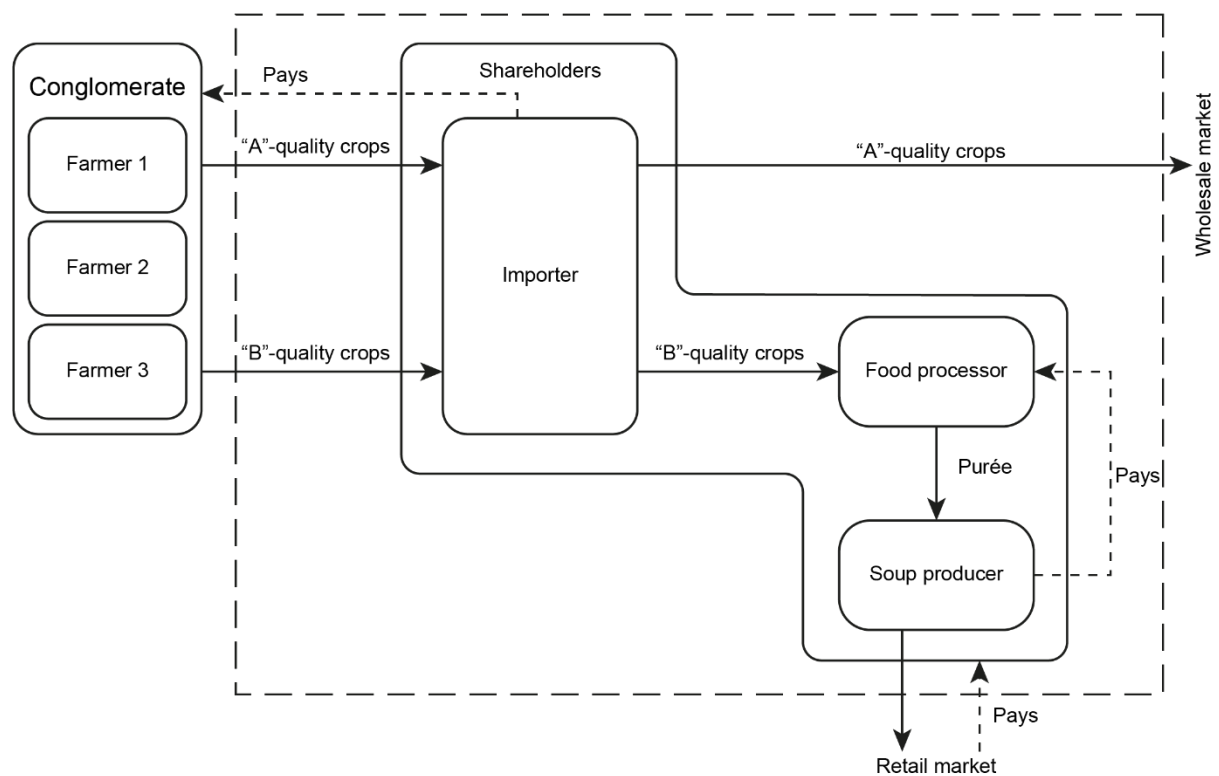 Shareholders
Pays
Conglomerate
“A”-quality crops
“A”-quality crops
Wholesale market
Farmer 1
Farmer 2
Importer
“B”-quality crops
“B”-quality crops
Farmer 3
Food processor
Purée
Pays
Soup producer
Pays
Retail market